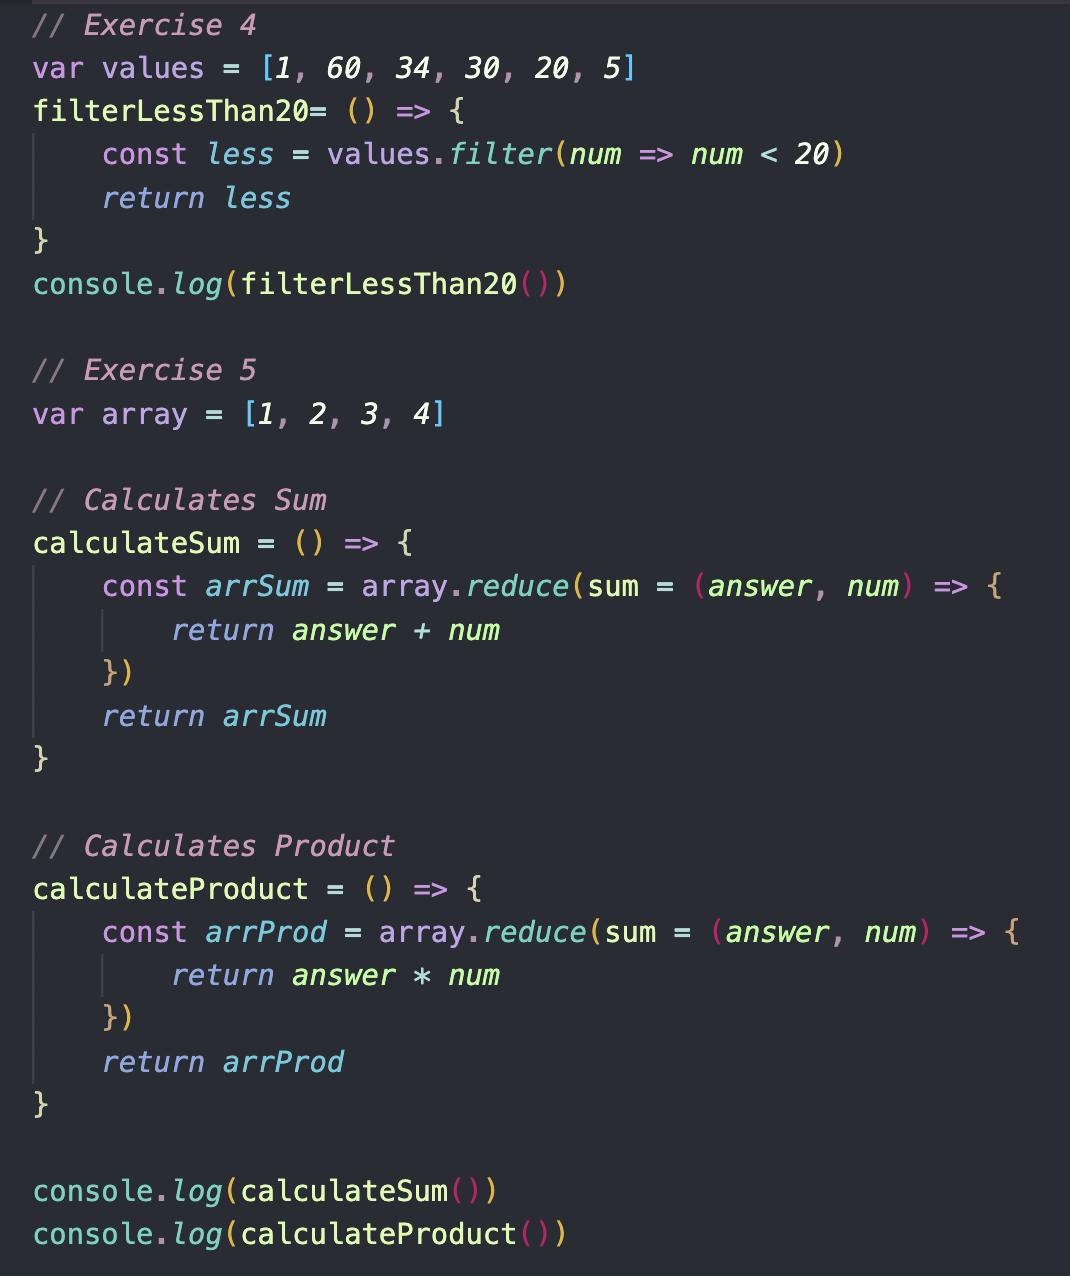 // Exercise 4
var values = [1, 60, 34, 30, 20, 5]
filterLessThan20= () => {
    const less = values.filter(num => num < 20)
    return less
}
console.log(filterLessThan20())

// Exercise 5
var array = [1, 2, 3, 4]

// Calculates Sum
calculateSum = () => {
    const arrSum = array.reduce(sum = (answer, num) => {
        return answer + num
    })
    return arrSum
}

// Calculates Product
calculateProduct = () => {
    const arrProd = array.reduce(sum = (answer, num) => {
        return answer * num
    })
    return arrProd
}

console.log(calculateSum())
console.log(calculateProduct())